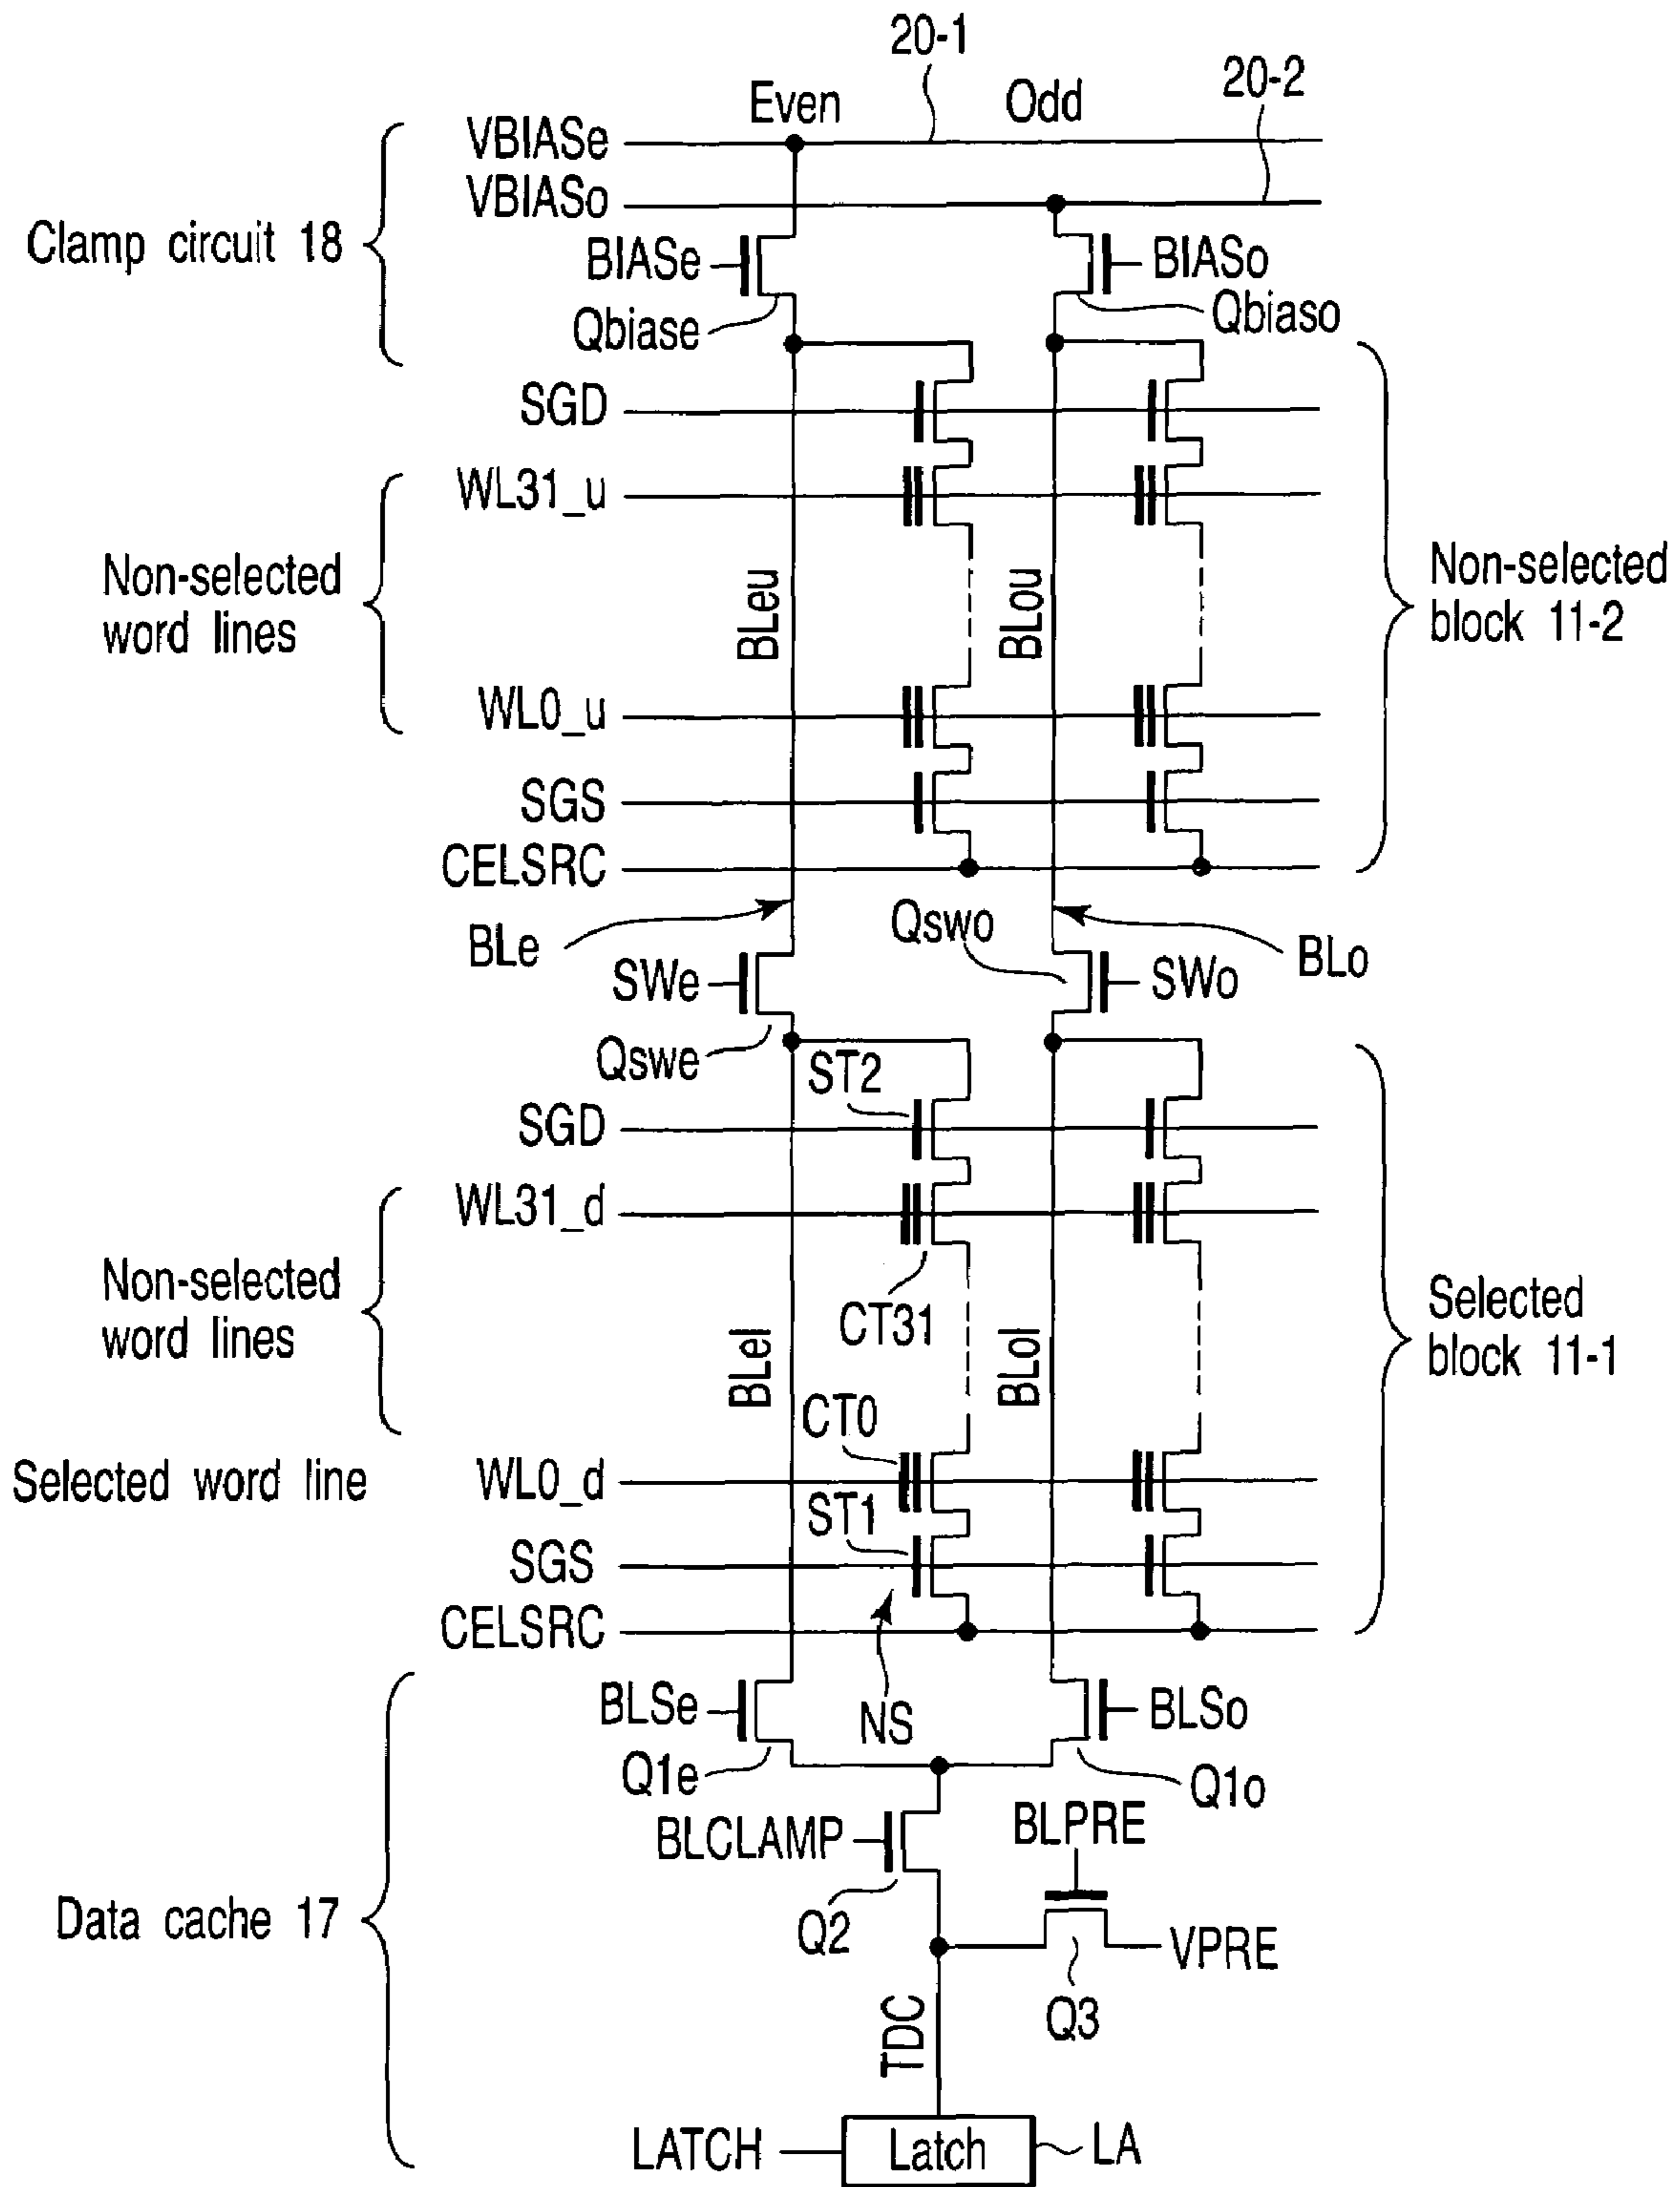 20-1
20-2
Even
Odd
VBIASe
VBIASo
Clamp circuit 18
BIASe
BIASo
Qbiase
Qbiaso
SGD
WL31_u
Non-selected
word lines
BLeu
BLou
Non-selected
block 11-2
WL0_u
SGS
CELSRC
BLe
Qswo
BLo
SWe
SWo
Qswe
ST2
SGD
WL31_d
CT31
Non-selected
word lines
BLel
BLol
Selected
block 11-1
CT0
Selected word line
WL0_d
ST1
SGS
CELSRC
BLSe
NS
BLSo
Q1e
Q1o
BLCLAMP
BLPRE
Data cache 17
Q2
VPRE
Q3
TDC
LATCH
Latch
LA